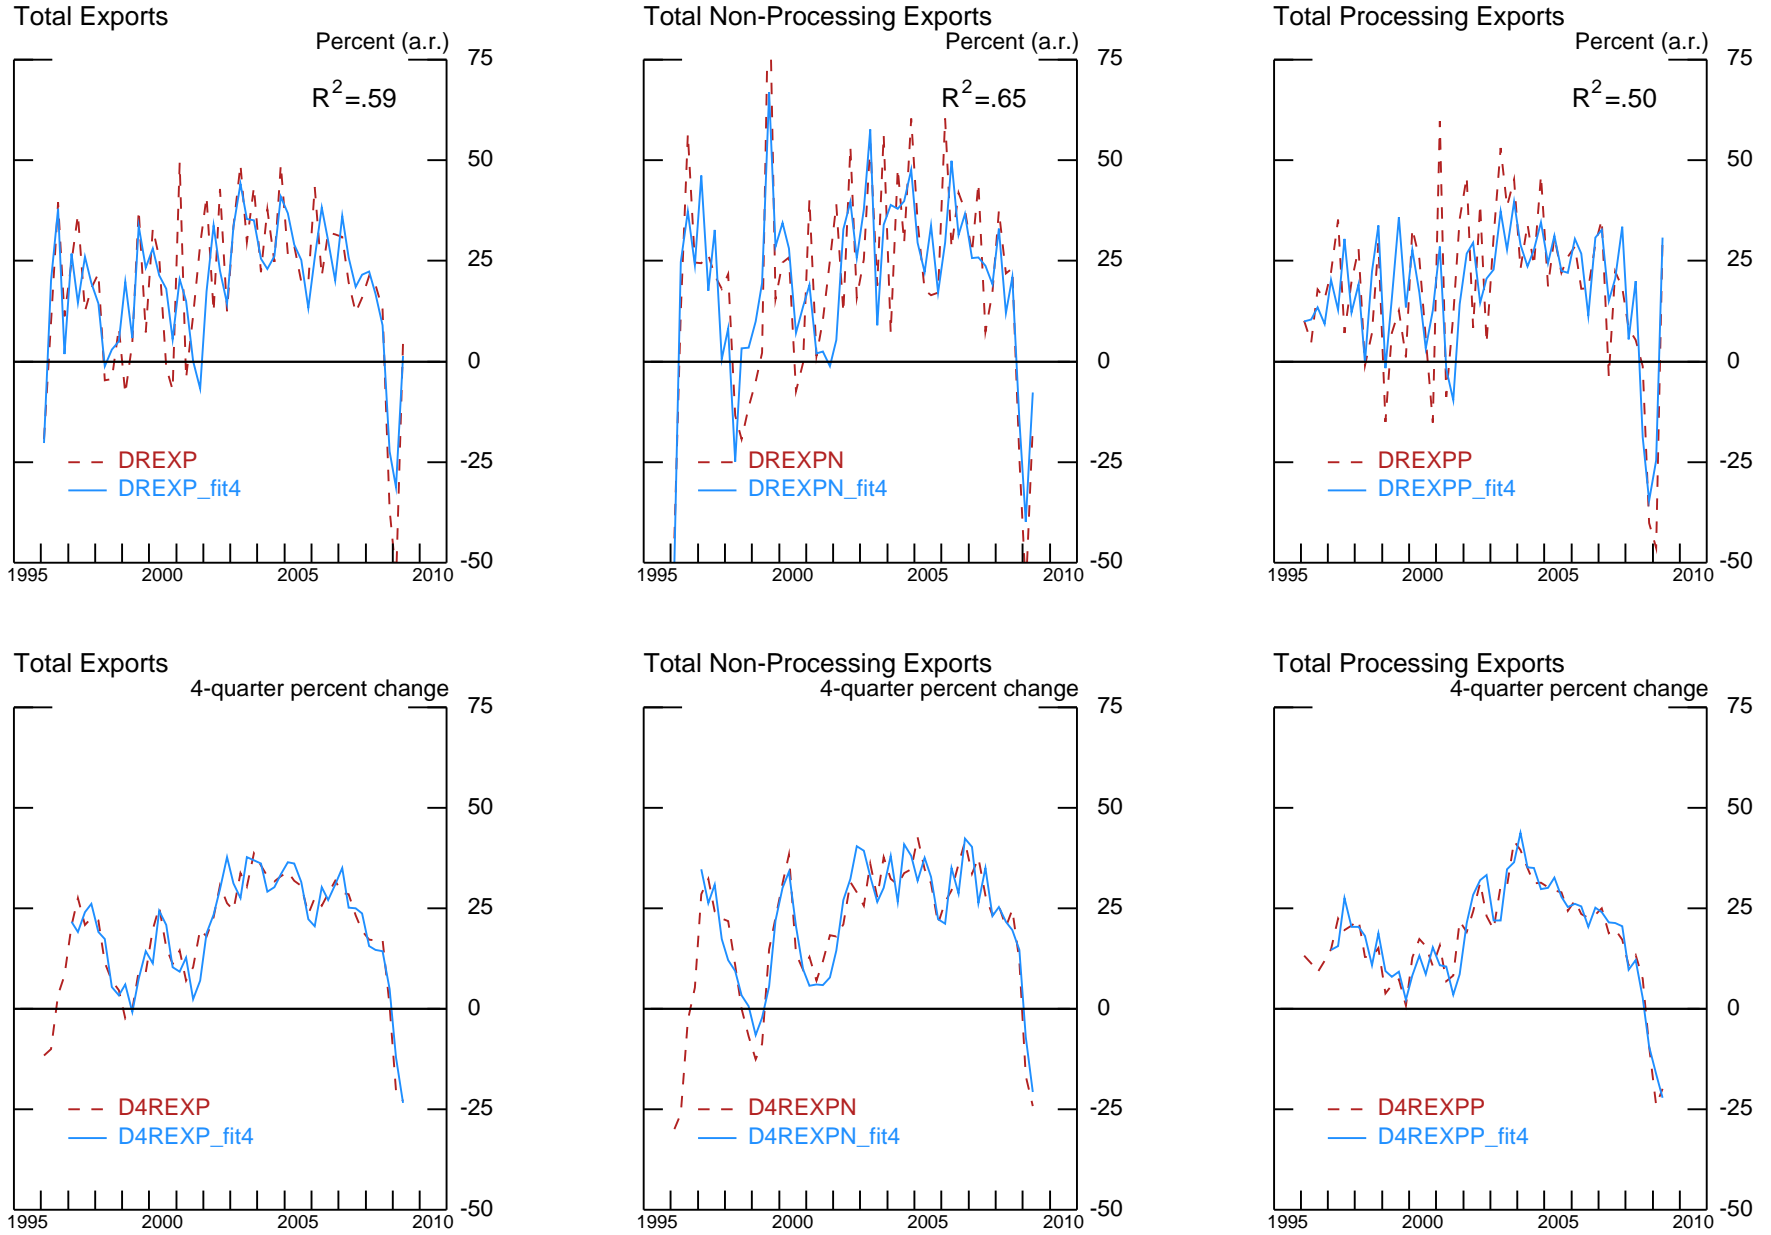 Total Exports
Percent (a.r.)
75
R²=.59
50
25
0
DREXP
-25
DREXP_fit4
-50
1995 2000 2005 2010
Total Non-Processing Exports
Percent (a.r.)
75
R²=.65
50
25
0
DREXPN
-25
DREXPN_fit4
-50
1995 2000 2005 2010
Total Processing Exports
Percent (a.r.)
75
R²=.50
50
25
0
DREXPP
-25
DREXPP_fit4
-50
1995 2000 2005 2010
Total Exports
4-quarter percent change
75
50
25
0
D4REXP
-25
D4REXP_fit4
-50
1995 2000 2005 2010
Total Non-Processing Exports
4-quarter percent change
75
50
25
0
D4REXPN
-25
D4REXPN_fit4
-50
1995 2000 2005 2010
Total Processing Exports
4-quarter percent change
75
50
25
0
D4REXPP
-25
D4REXPP_fit4
-50
1995 2000 2005 2010